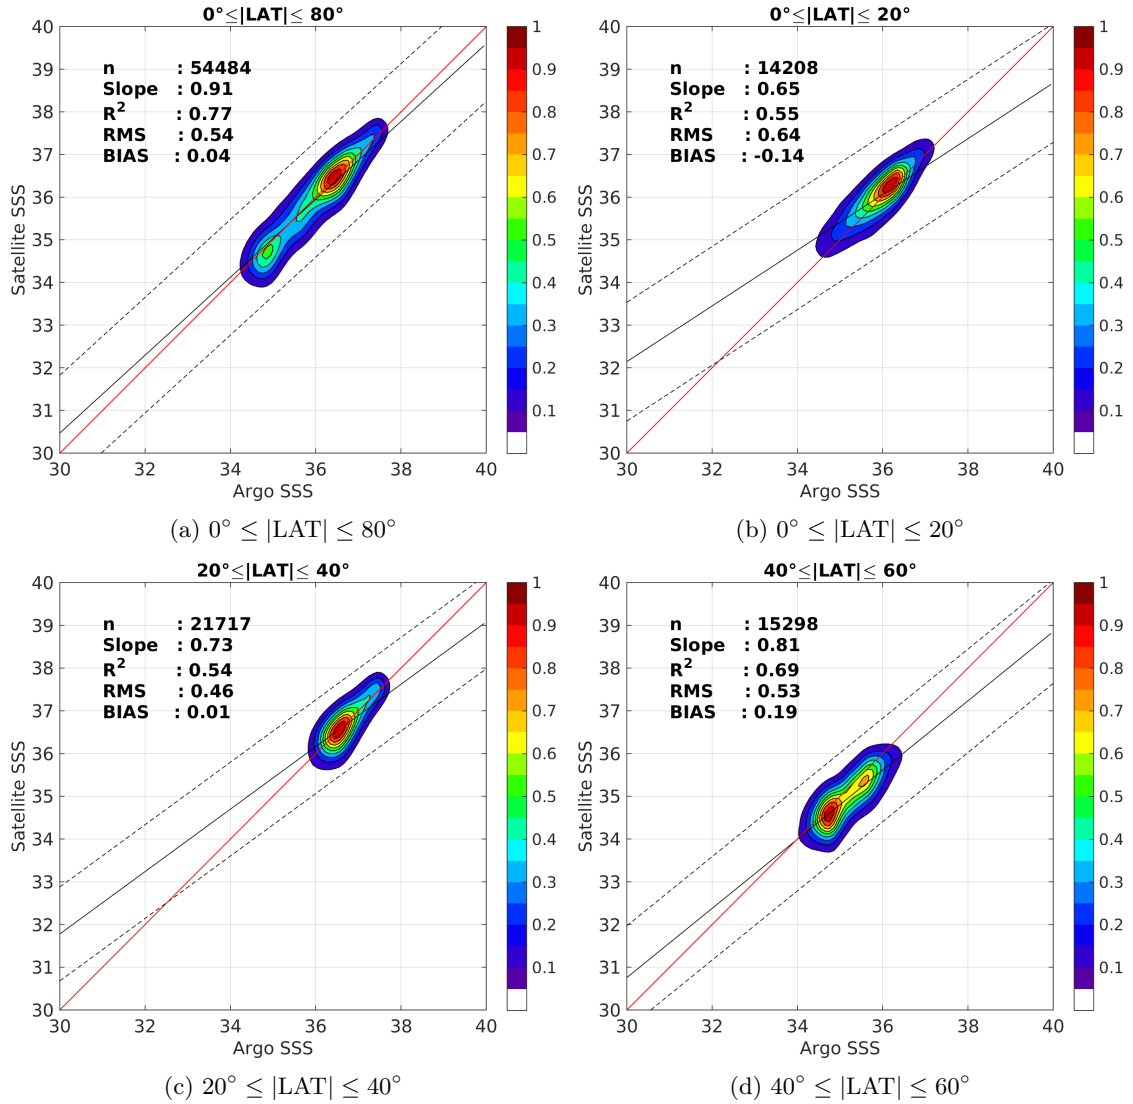 0°≤|LAT|≤ 80°
40
39
38
37
36
35
34
33
32
31
30
Satellite SSS
n : 54484
Slope : 0.91
R² : 0.77
RMS : 0.54
BIAS : 0.04
30 32 34 36 38 40
Argo SSS
1
0.9
0.8
0.7
0.6
0.5
0.4
0.3
0.2
0.1
(a) 0° ≤ |LAT| ≤ 80°
0°≤|LAT|≤ 20°
40
39
38
37
36
35
34
33
32
31
30
Satellite SSS
n : 14208
Slope : 0.65
R² : 0.55
RMS : 0.64
BIAS : -0.14
30 32 34 36 38 40
Argo SSS
1
0.9
0.8
0.7
0.6
0.5
0.4
0.3
0.2
0.1
(b) 0° ≤ |LAT| ≤ 20°
20°≤|LAT|≤ 40°
40
39
38
37
36
35
34
33
32
31
30
Satellite SSS
n : 21717
Slope : 0.73
R² : 0.54
RMS : 0.46
BIAS : 0.01
30 32 34 36 38 40
Argo SSS
1
0.9
0.8
0.7
0.6
0.5
0.4
0.3
0.2
0.1
(c) 20° ≤ |LAT| ≤ 40°
40°≤|LAT|≤ 60°
40
39
38
37
36
35
34
33
32
31
30
Satellite SSS
n : 15298
Slope : 0.81
R² : 0.69
RMS : 0.53
BIAS : 0.19
30 32 34 36 38 40
Argo SSS
1
0.9
0.8
0.7
0.6
0.5
0.4
0.3
0.2
0.1
(d) 40° ≤ |LAT| ≤ 60°